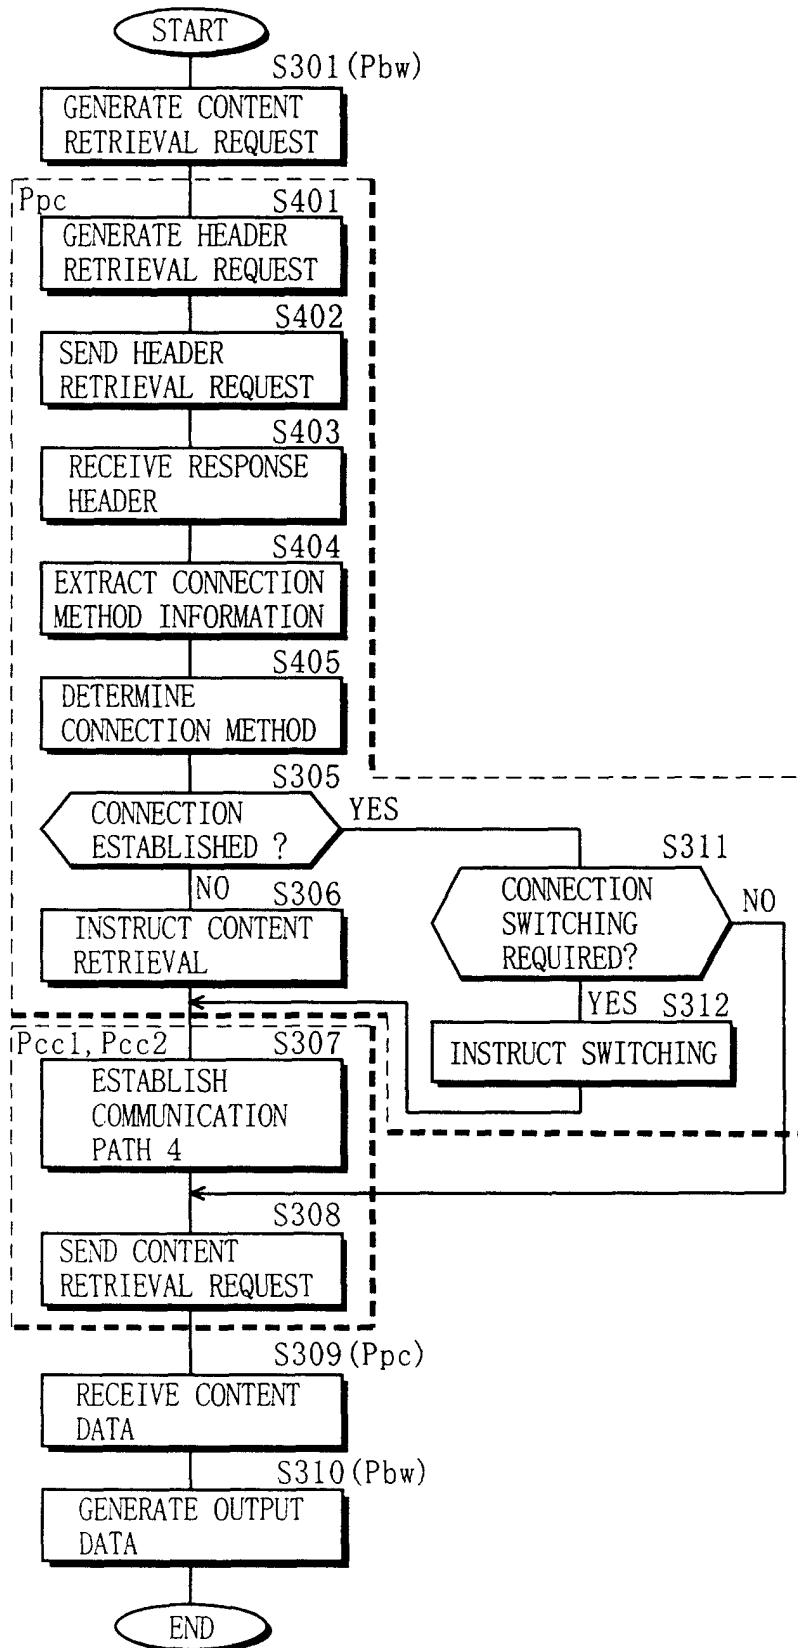 START
S301(Pbw)
GENERATE CONTENT
RETRIEVAL REQUEST
Ppc
S401
GENERATE HEADER
RETRIEVAL REQUEST
S402
SEND HEADER
RETRIEVAL REQUEST
S403
RECEIVE RESPONSE
HEADER
S404
EXTRACT CONNECTION
METHOD INFORMATION
S405
DETERMINE
CONNECTION METHOD
S305
CONNECTION
ESTABLISHED ?
YES
NO
S311
CONNECTION
SWITCHING
REQUIRED?
NO
S306
INSTRUCT CONTENT
RETRIEVAL
YES
S312
INSTRUCT SWITCHING
Pcc1,Pcc2
S307
ESTABLISH
COMMUNICATION
PATH 4
S308
SEND CONTENT
RETRIEVAL REQUEST
S309(Ppc)
RECEIVE CONTENT
DATA
S310(Pbw)
GENERATE OUTPUT
DATA
END